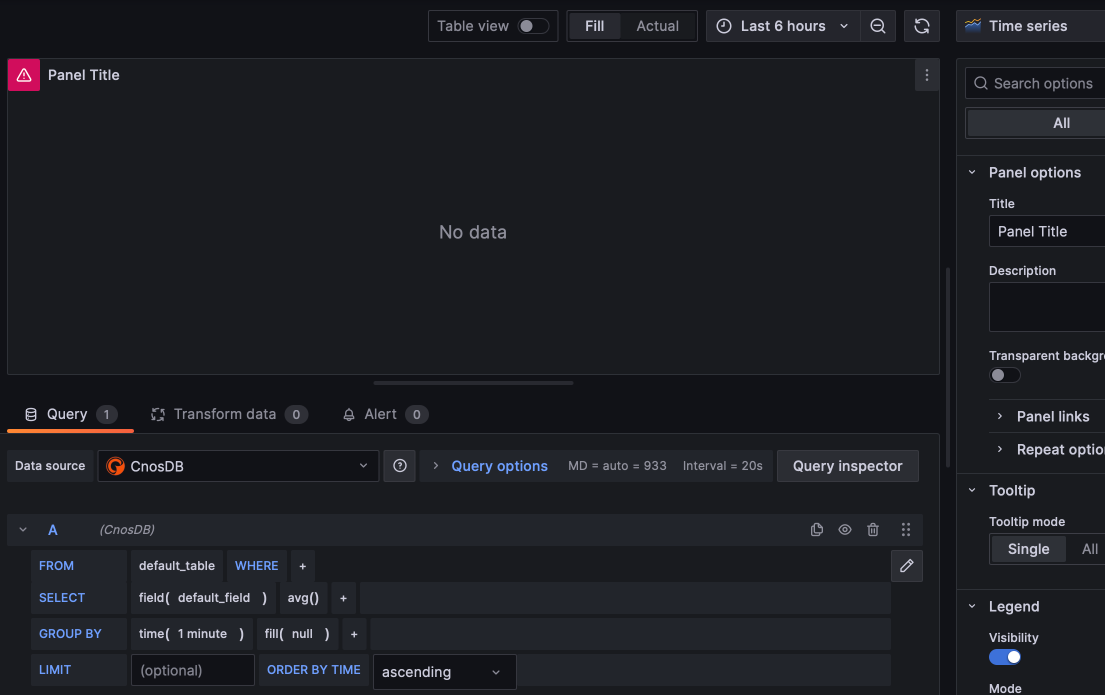 Table view Fill Actual Last 6 hours Time series
Panel Title
Search options
All
No data
Panel options
Title
Panel Title
Description
Transparent backgro
Panel links
Repeat optio
Tooltip
Tooltip mode
Single All
Legend
Visibility
Mode
Query 1 Transform data 0 Alert 0
Data source CnosDB Query options MD = auto = 933 Interval = 20s Query inspector
A (CnosDB)
FROM default_table WHERE +
SELECT field( default_field ) avg() +
GROUP BY time( 1 minute ) fill( null ) +
LIMIT (optional) ORDER BY TIME ascending